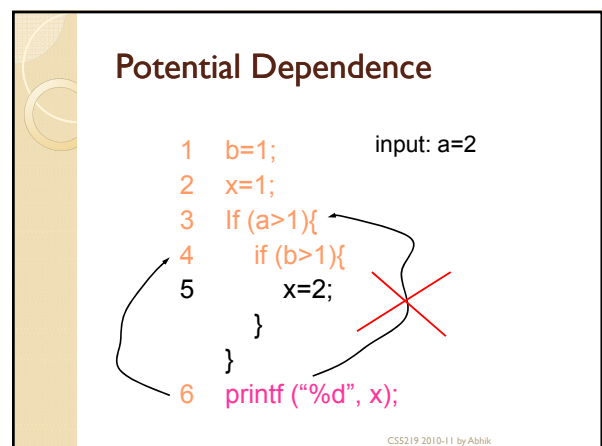 Potential Dependence
input: a=2
1 b=1;
2 x=1;
3 If (a>1){
4 if (b>1){
5 x=2;
}
}
6 printf (“%d”, x);
CS5219 2010-11 by Abhik